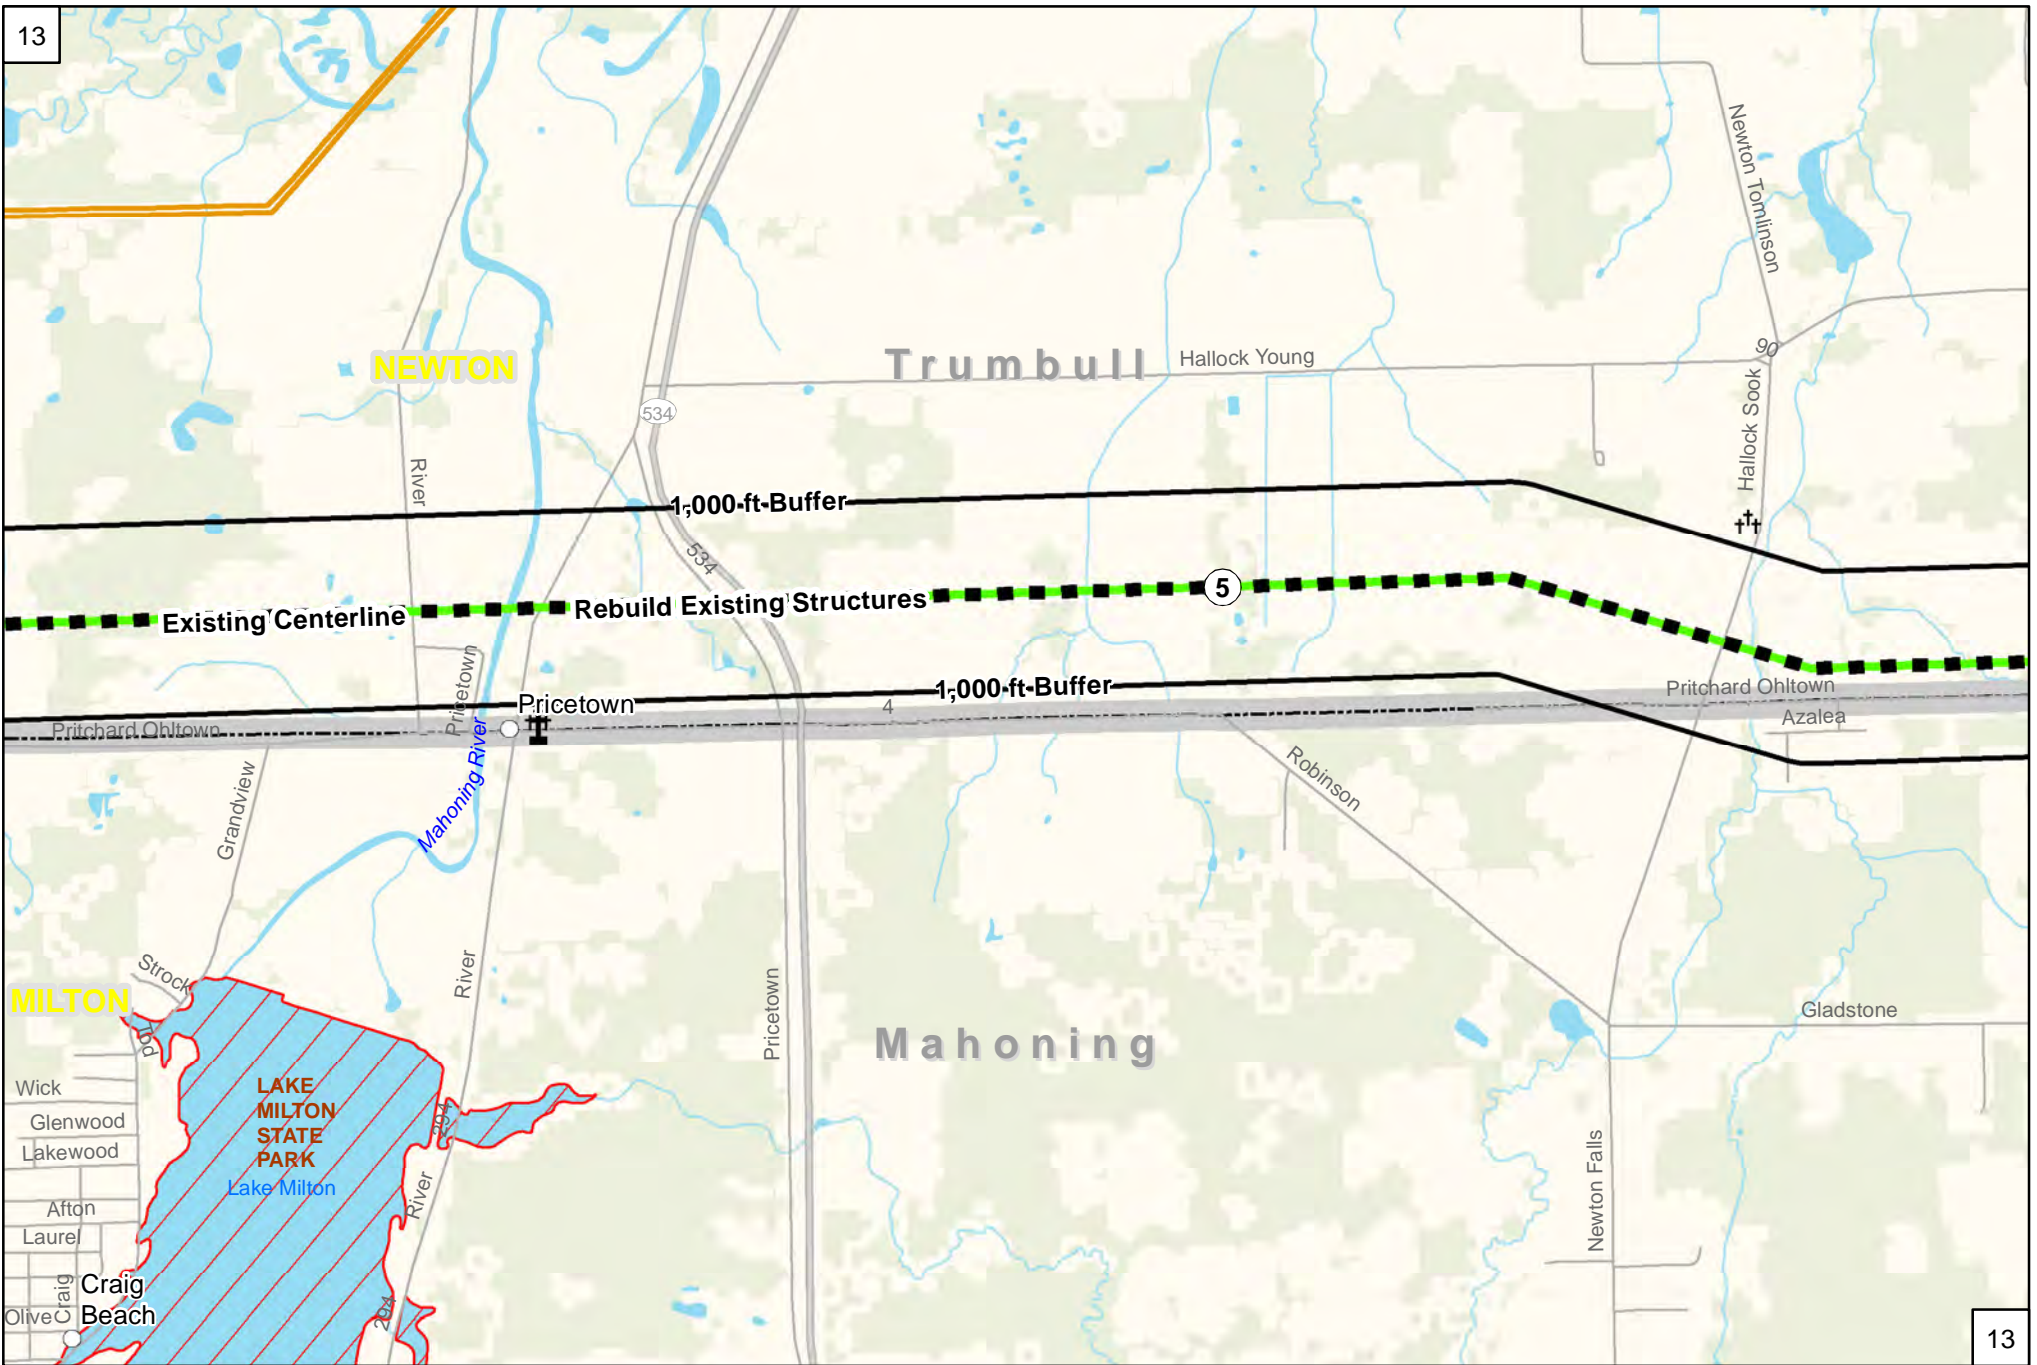 13
Newton Tomlinson
NEWTON
Trumbull
Hallock Young
90
Hallock Sook
534
River
1,000-ft-Buffer
534
Existing Centerline
Rebuild Existing Structures
5
Pricetown
1,000-ft-Buffer
Pritchard Ohltown
Pricetown
4
Azalea
Pritchard Ohltown
Mahoning River
Grandview
Robinson
Strock
River
Pricetown
MILTON
Tbd
Gladstone
Mahoning
Wick
LAKE
MILTON
STATE
PARK
Lake Milton
294
Glenwood
Lakewood
River
Newton Falls
Afton
Laurel
Craig
Craig
Beach
Olive
294
13